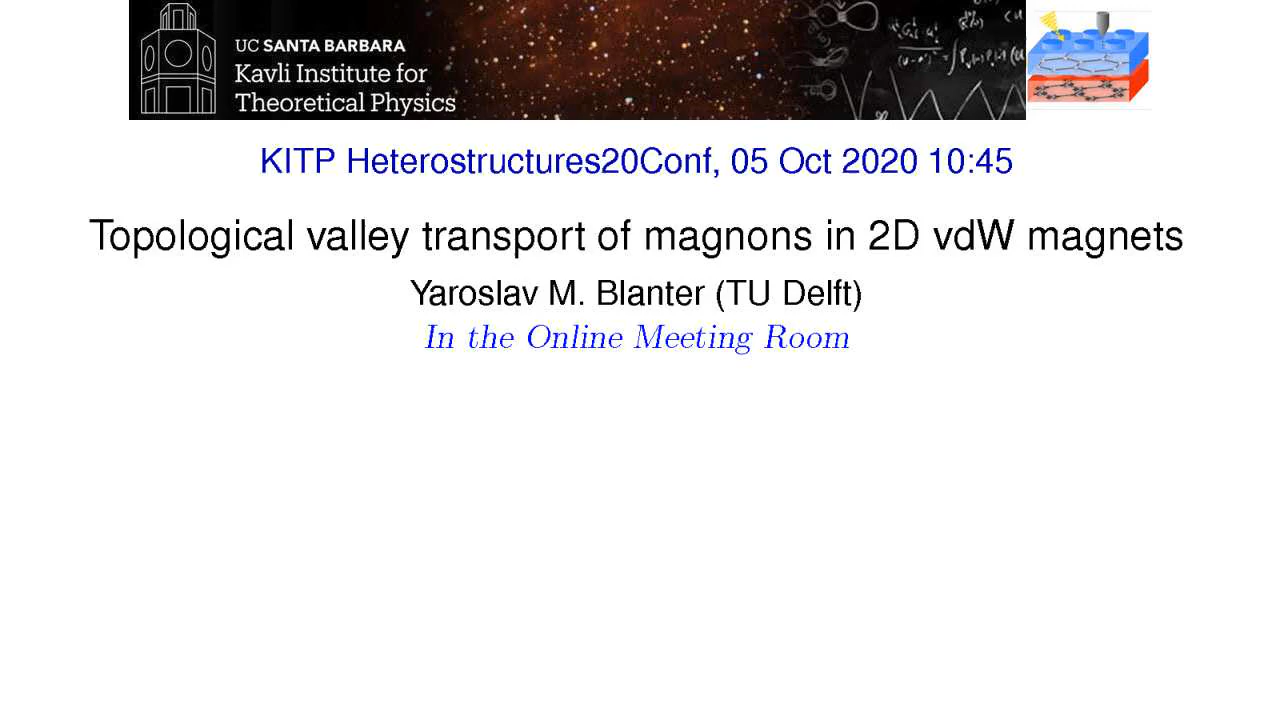 UC SANTA BARBARA
Kavli Institute for
Theoretical Physics
KITP Heterostructures20Conf, 05 Oct 2020 10:45
Topological valley transport of magnons in 2D vdW magnets
Yaroslav M. Blanter (TU Delft)
In the Online Meeting Room